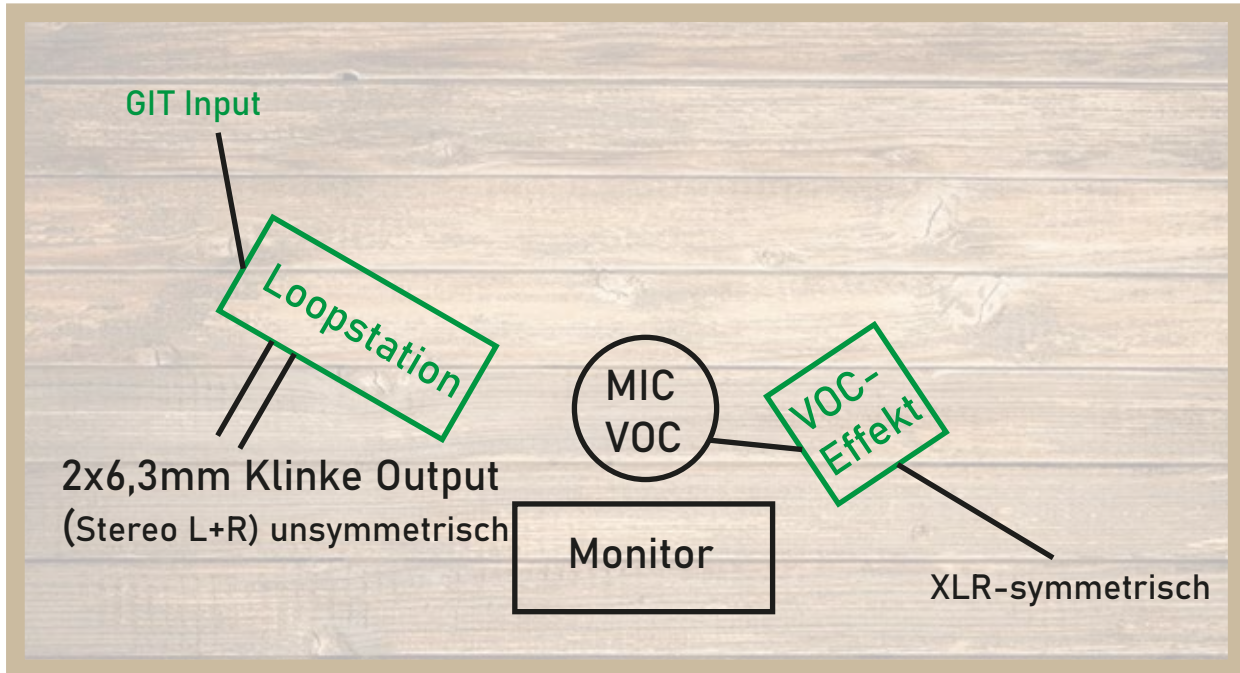 GIT Input
Loopstation
MIC
VOC
VOC-
Effekt
2x6,3mm Klinke Output
(Stereo L+R) unsymmetrisch
Monitor
XLR-symmetrisch